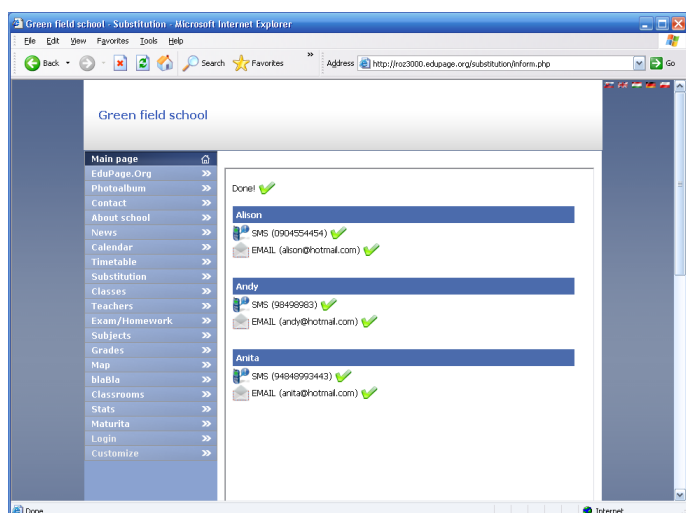 Green field school - Substitution - Microsoft Internet Explorer
File Edit View Favorites Tools Help
Back Search Favorites » Address http://roz3000.edupage.org/substitution/inform.php Go
Green field school
Main page
EduPage.Org
Photoalbum
Contact
About school
News
Calendar
Timetable
Substitution
Classes
Teachers
Exam/Homework
Subjects
Grades
Map
blaBla
Classrooms
Stats
Maturita
Login
Customize
Done!
Alison
SMS (0904554454)
EMAIL (alison@hotmail.com)
Andy
SMS (98498983)
EMAIL (andy@hotmail.com)
Anita
SMS (94848993443)
EMAIL (anita@hotmail.com)
Done Internet